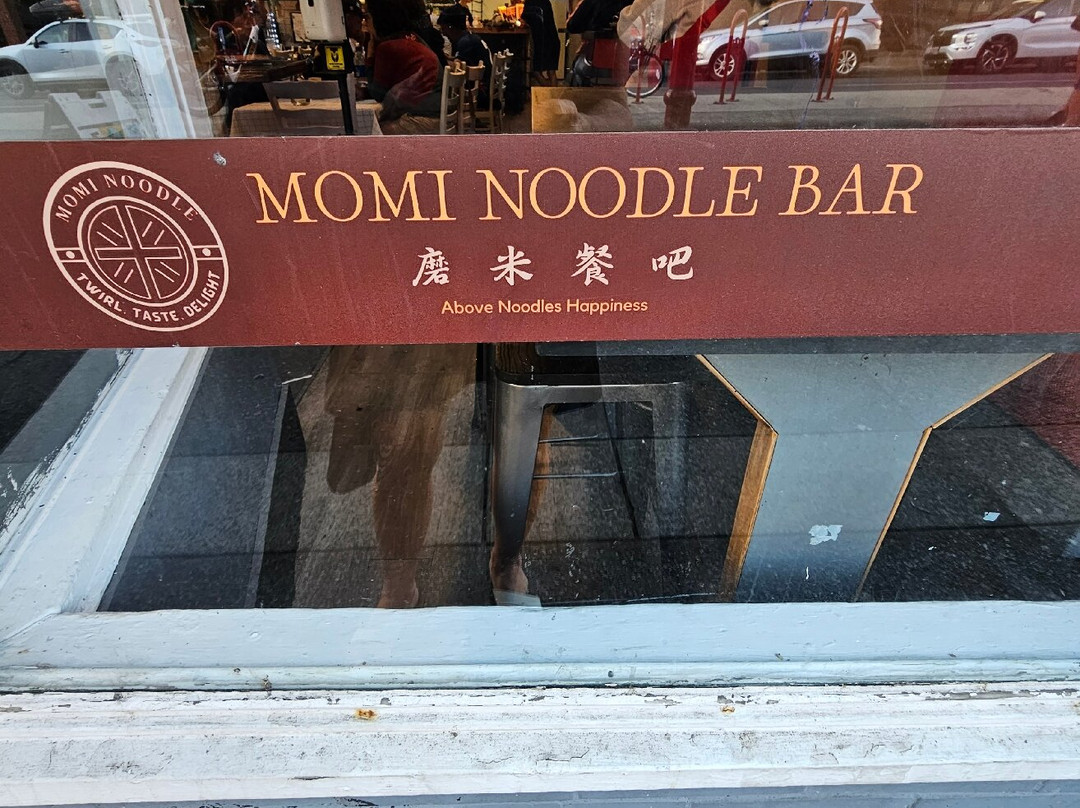 MOMI NOODLE
TWIRL. TASTE. DELIGHT
MOMI NOODLE BAR
磨米餐吧
Above Noodles Happiness